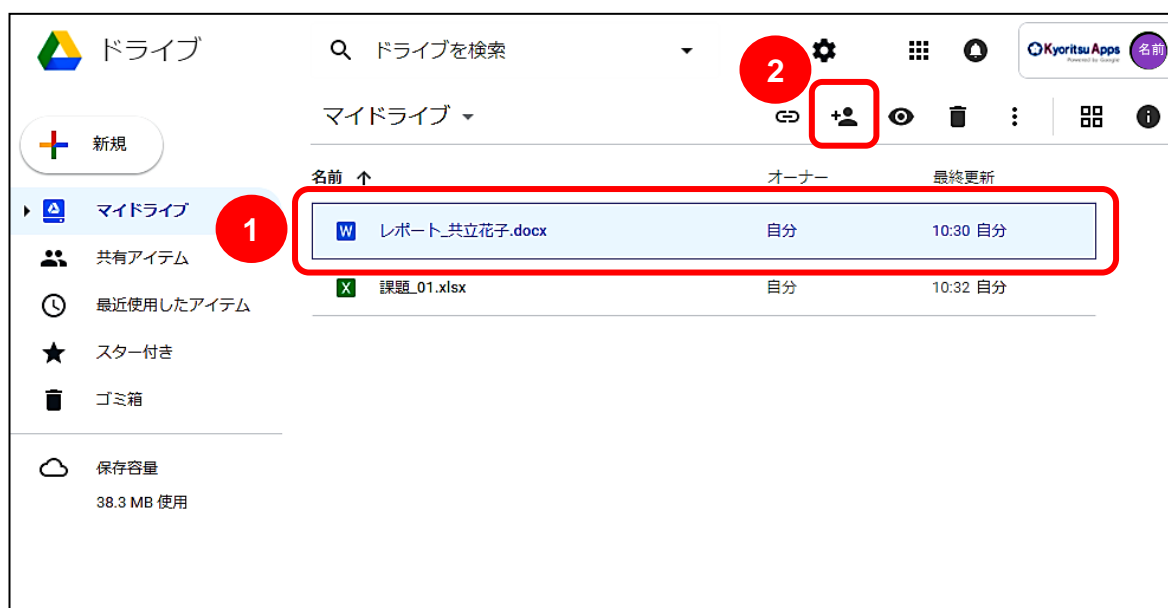 ドライブ
ドライブを検索
Kyoritsu Apps
Powered by Google
名前
2
マイドライブ
新規
名前
オーナー
最終更新
マイドライブ
1
レポート_共立花子.docx
自分
10:30 自分
共有アイテム
課題_01.xlsx
自分
10:32 自分
最近使用したアイテム
スター付き
ゴミ箱
保存容量
38.3 MB 使用